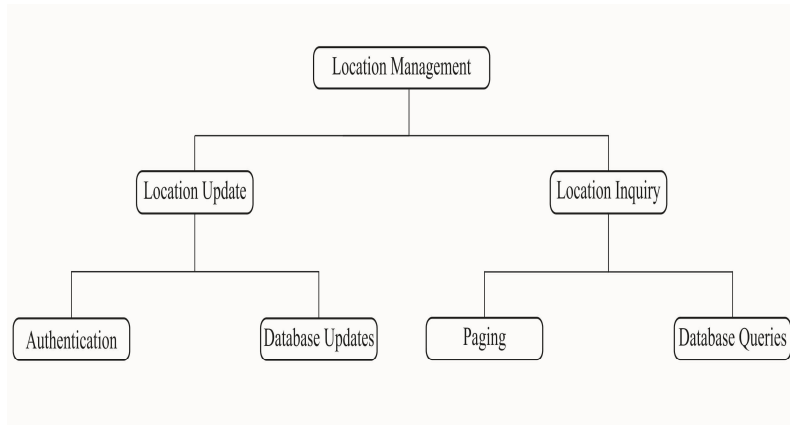 Location Management
Location Update
Location Inquiry
Authentication
Database Updates
Paging
Database Queries